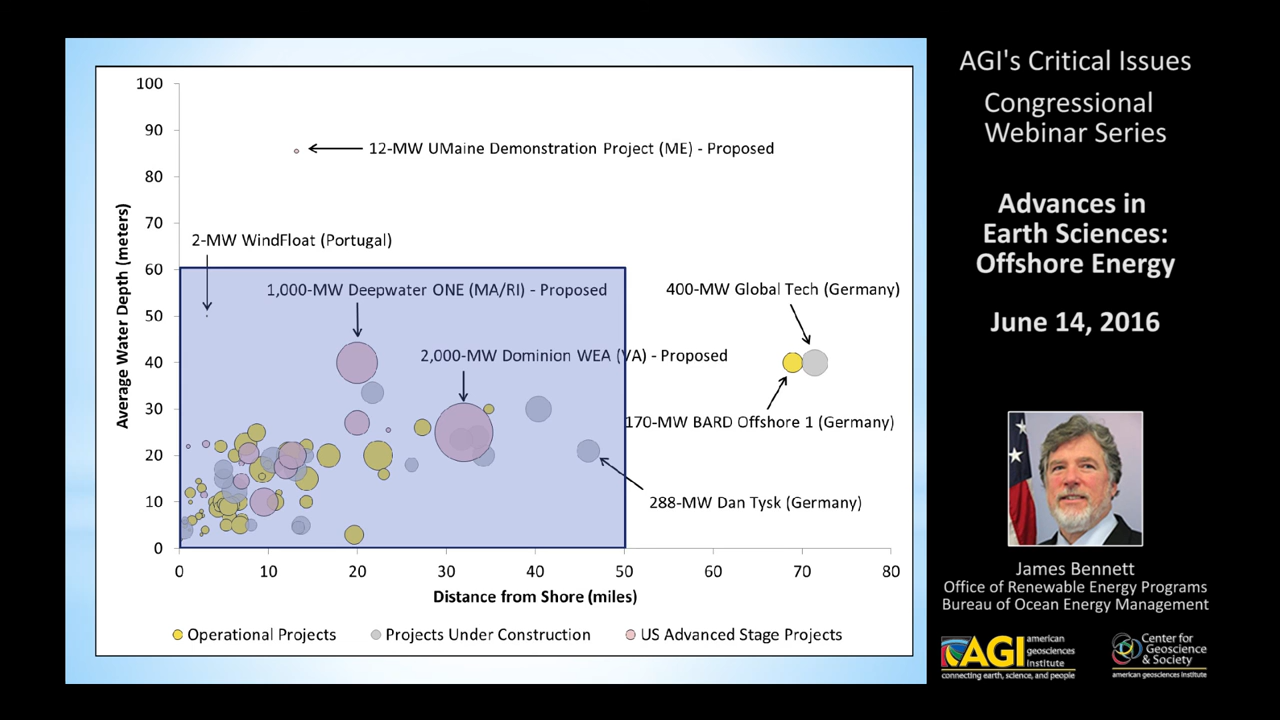 100
90
80
70
60
50
40
30
20
10
0
Average Water Depth (meters)
12-MW UMaine Demonstration Project (ME) - Proposed
2-MW WindFloat (Portugal)
1,000-MW Deepwater ONE (MA/RI) - Proposed
400-MW Global Tech (Germany)
2,000-MW Dominion WEA (VA) - Proposed
170-MW BARD Offshore 1 (Germany)
288-MW Dan Tysk (Germany)
0 10 20 30 40 50 60 70 80
Distance from Shore (miles)
Operational Projects Projects Under Construction US Advanced Stage Projects
AGI's Critical Issues
Congressional
Webinar Series
Advances in
Earth Sciences:
Offshore Energy
June 14, 2016
James Bennett
Office of Renewable Energy Programs
Bureau of Ocean Energy Management
AGI
american
geosciences
institute
connecting earth, science, and people
Center for
Geoscience
& Society
american geosciences institute